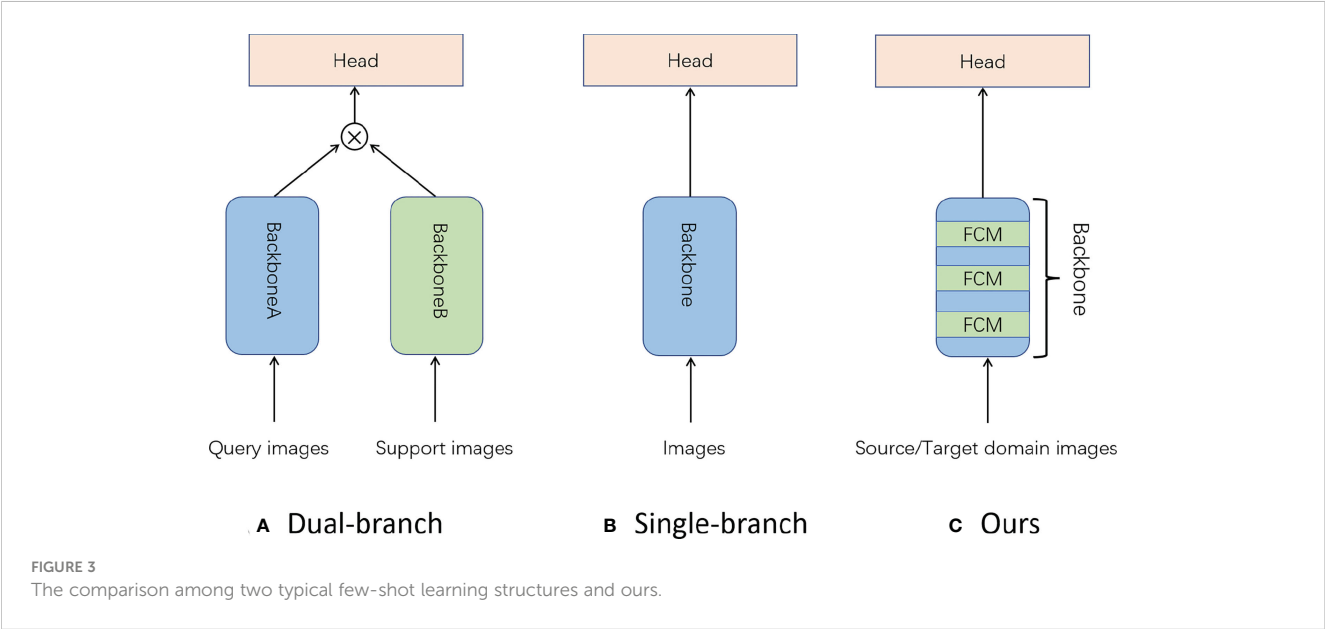 Head
Head
Head
BackboneA
BackboneB
Backbone
FCM
FCM
FCM
Backbone
Query images
Support images
Images
Source/Target domain images
A Dual-branch
B Single-branch
C Ours
FIGURE 3
The comparison among two typical few-shot learning structures and ours.